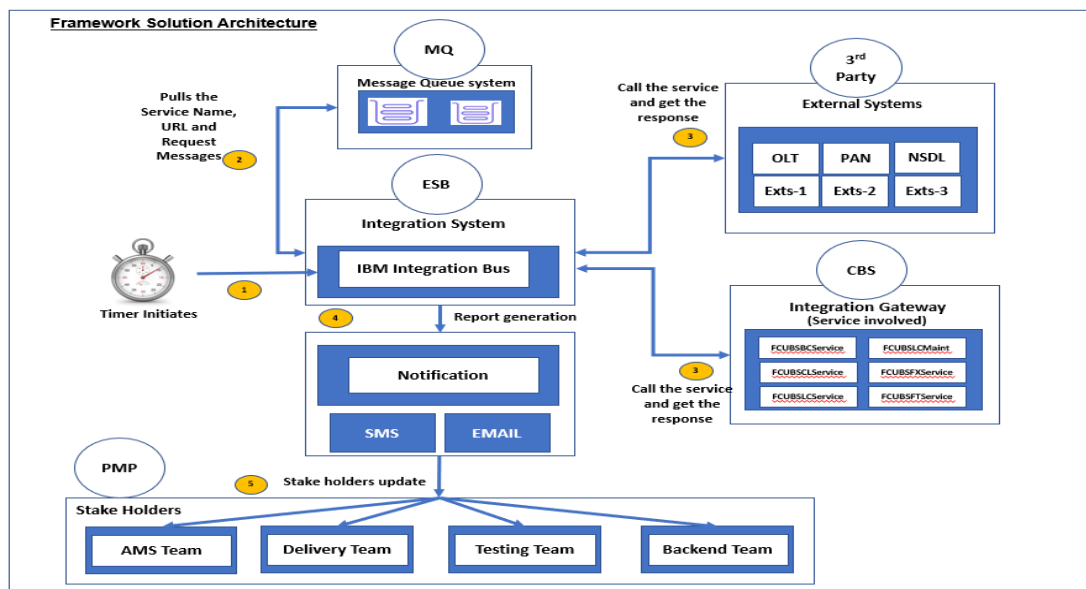 Framework Solution Architecture
MQ
Message Queue system
Pulls the
Service Name,
URL and
Request
Messages
2
3rd
Party
External Systems
Call the service
and get the
response
3
OLT
PAN
NSDL
Exts-1
Exts-2
Exts-3
ESB
Integration System
IBM Integration Bus
1
Timer Initiates
CBS
Integration Gateway
(Service involved)
FCUBSBCService
FCUBSLCMaint
FCUBSCLService
FCUBSFXService
FCUBSLCService
FCUBSFTService
3
Call the service
and get the
response
4
Report generation
Notification
SMS
EMAIL
PMP
5
Stake holders update
Stake Holders
AMS Team
Delivery Team
Testing Team
Backend Team